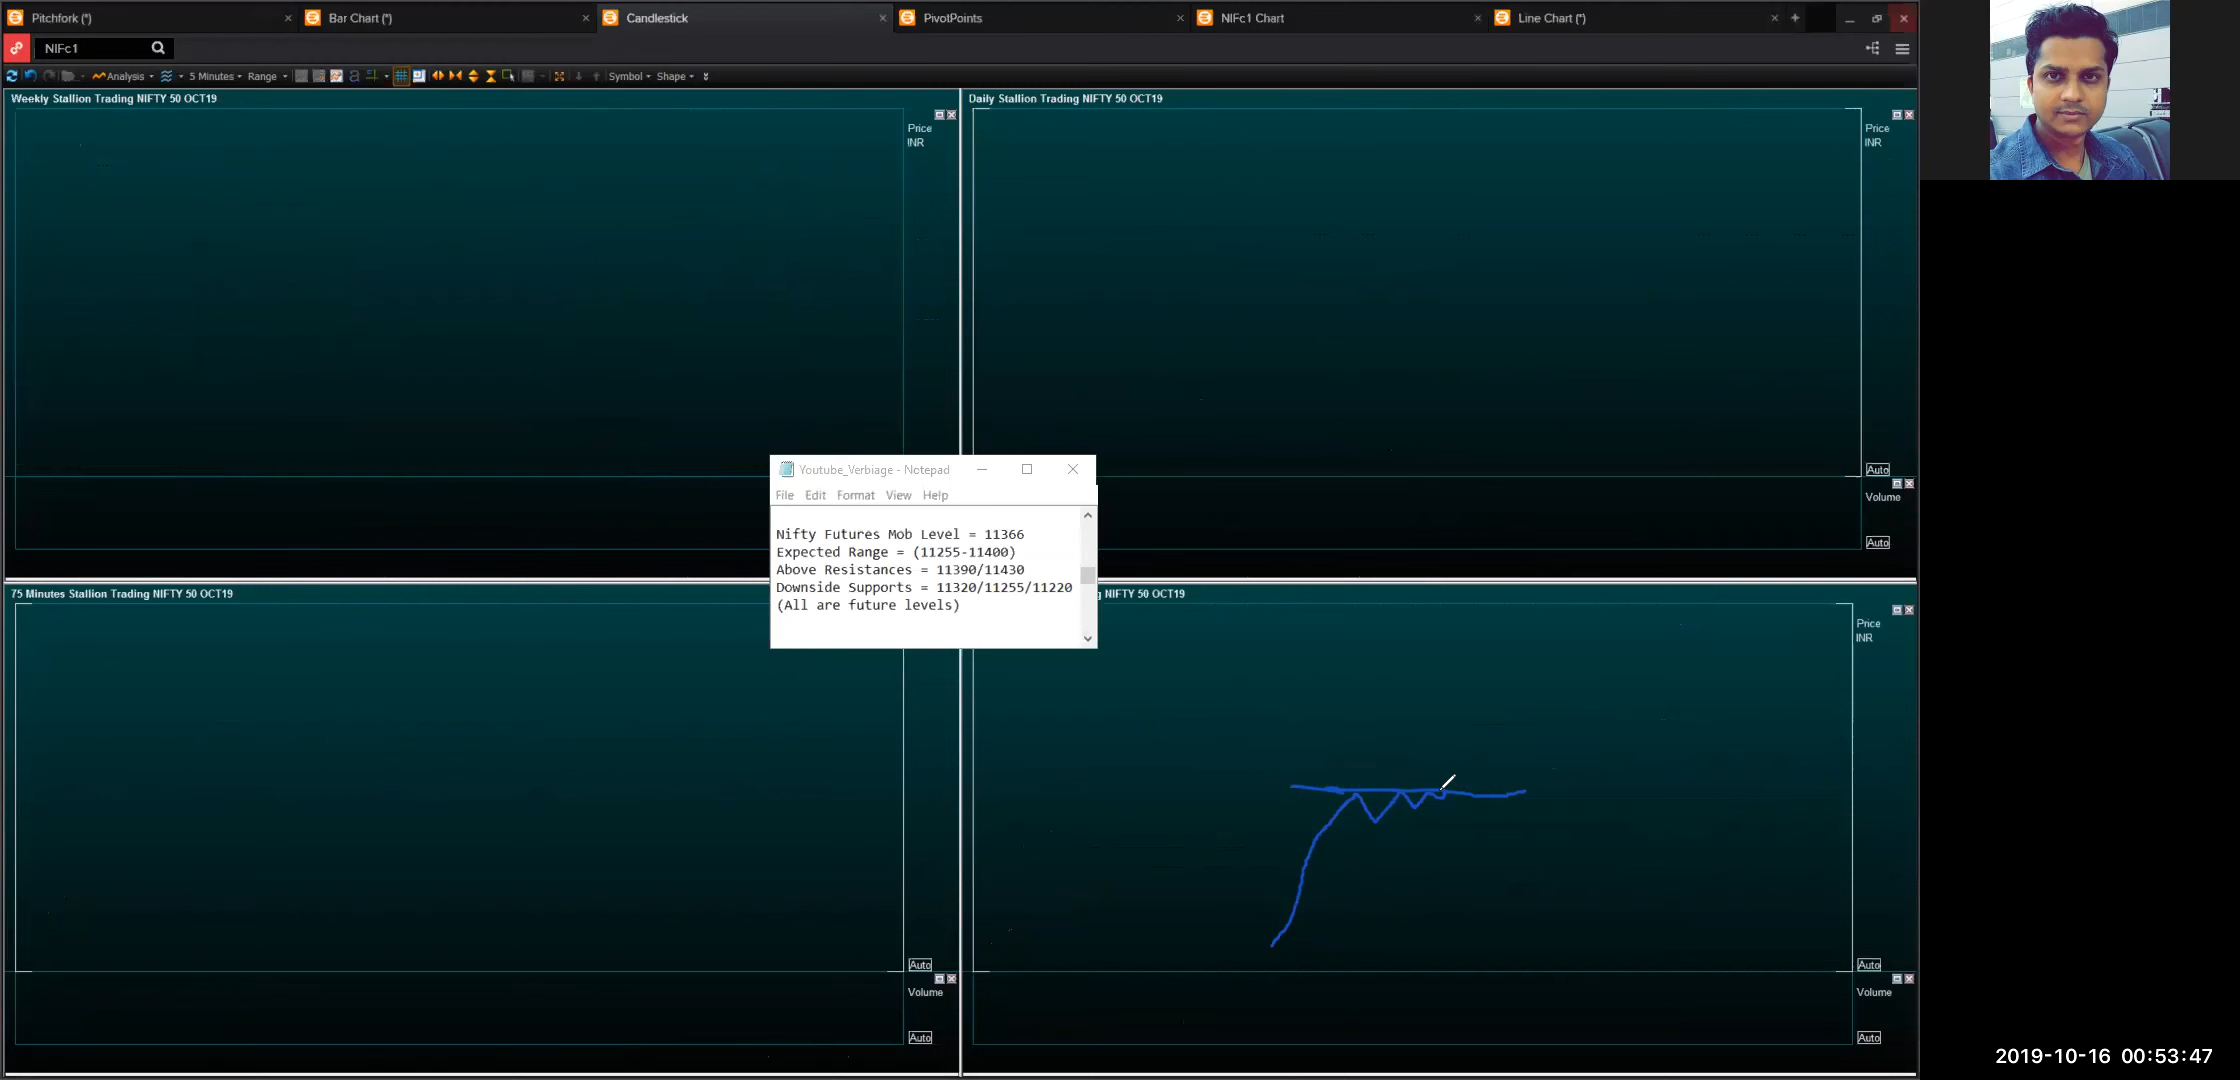 Pitchfork (*)
Bar Chart (*)
Candlestick
PivotPoints
NIFc1 Chart
Line Chart (*)
NIFc1
Analysis
5 Minutes
Range
Symbol
Shape
Weekly Stallion Trading NIFTY 50 OCT19
Price
INR
Daily Stallion Trading NIFTY 50 OCT19
Price
INR
Auto
Volume
Auto
Youtube_Verbiage - Notepad
File Edit Format View Help
Nifty Futures Mob Level = 11366
Expected Range = (11255-11400)
Above Resistances = 11390/11430
Downside Supports = 11320/11255/11220
(All are future levels)
75 Minutes Stallion Trading NIFTY 50 OCT19
Auto
Volume
Auto
NIFTY 50 OCT19
Price
INR
Auto
Volume
Auto
2019-10-16 00:53:47